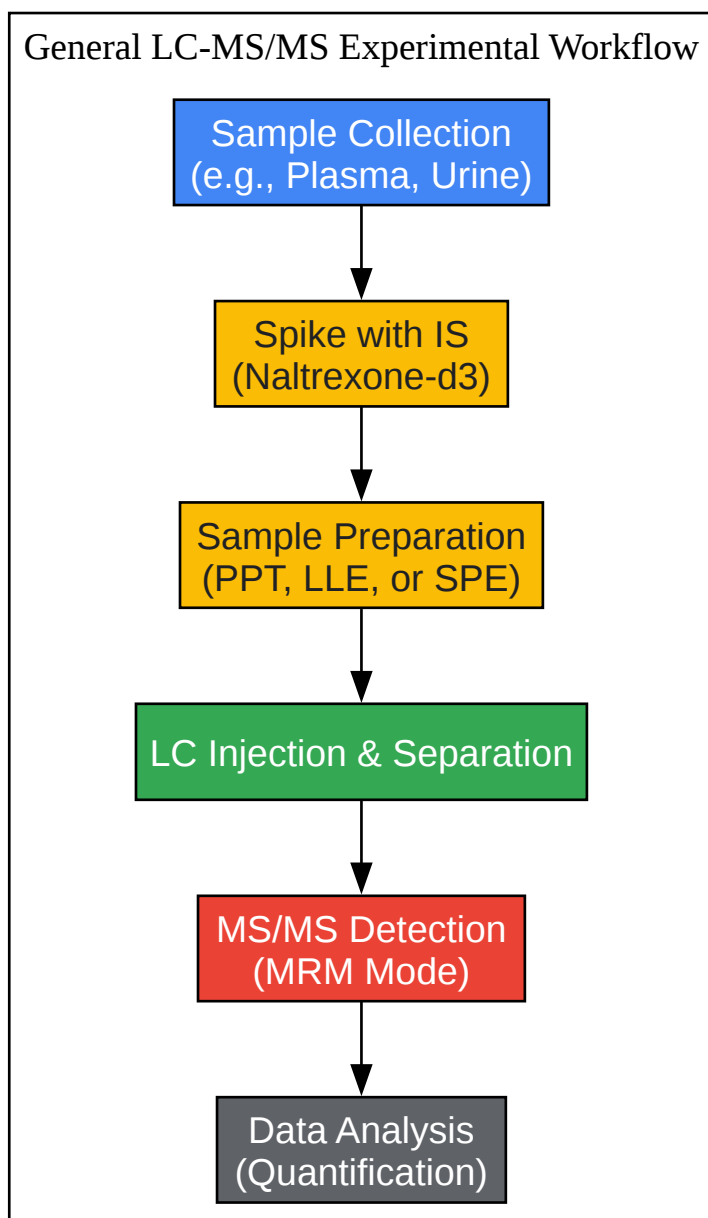 General LC-MS/MS Experimental Workflow
Sample Collection
(e.g., Plasma, Urine)
Spike with IS
(Naltrexone-d3)
Sample Preparation
(PPT, LLE, or SPE)
LC Injection & Separation
MS/MS Detection
(MRM Mode)
Data Analysis
(Quantification)